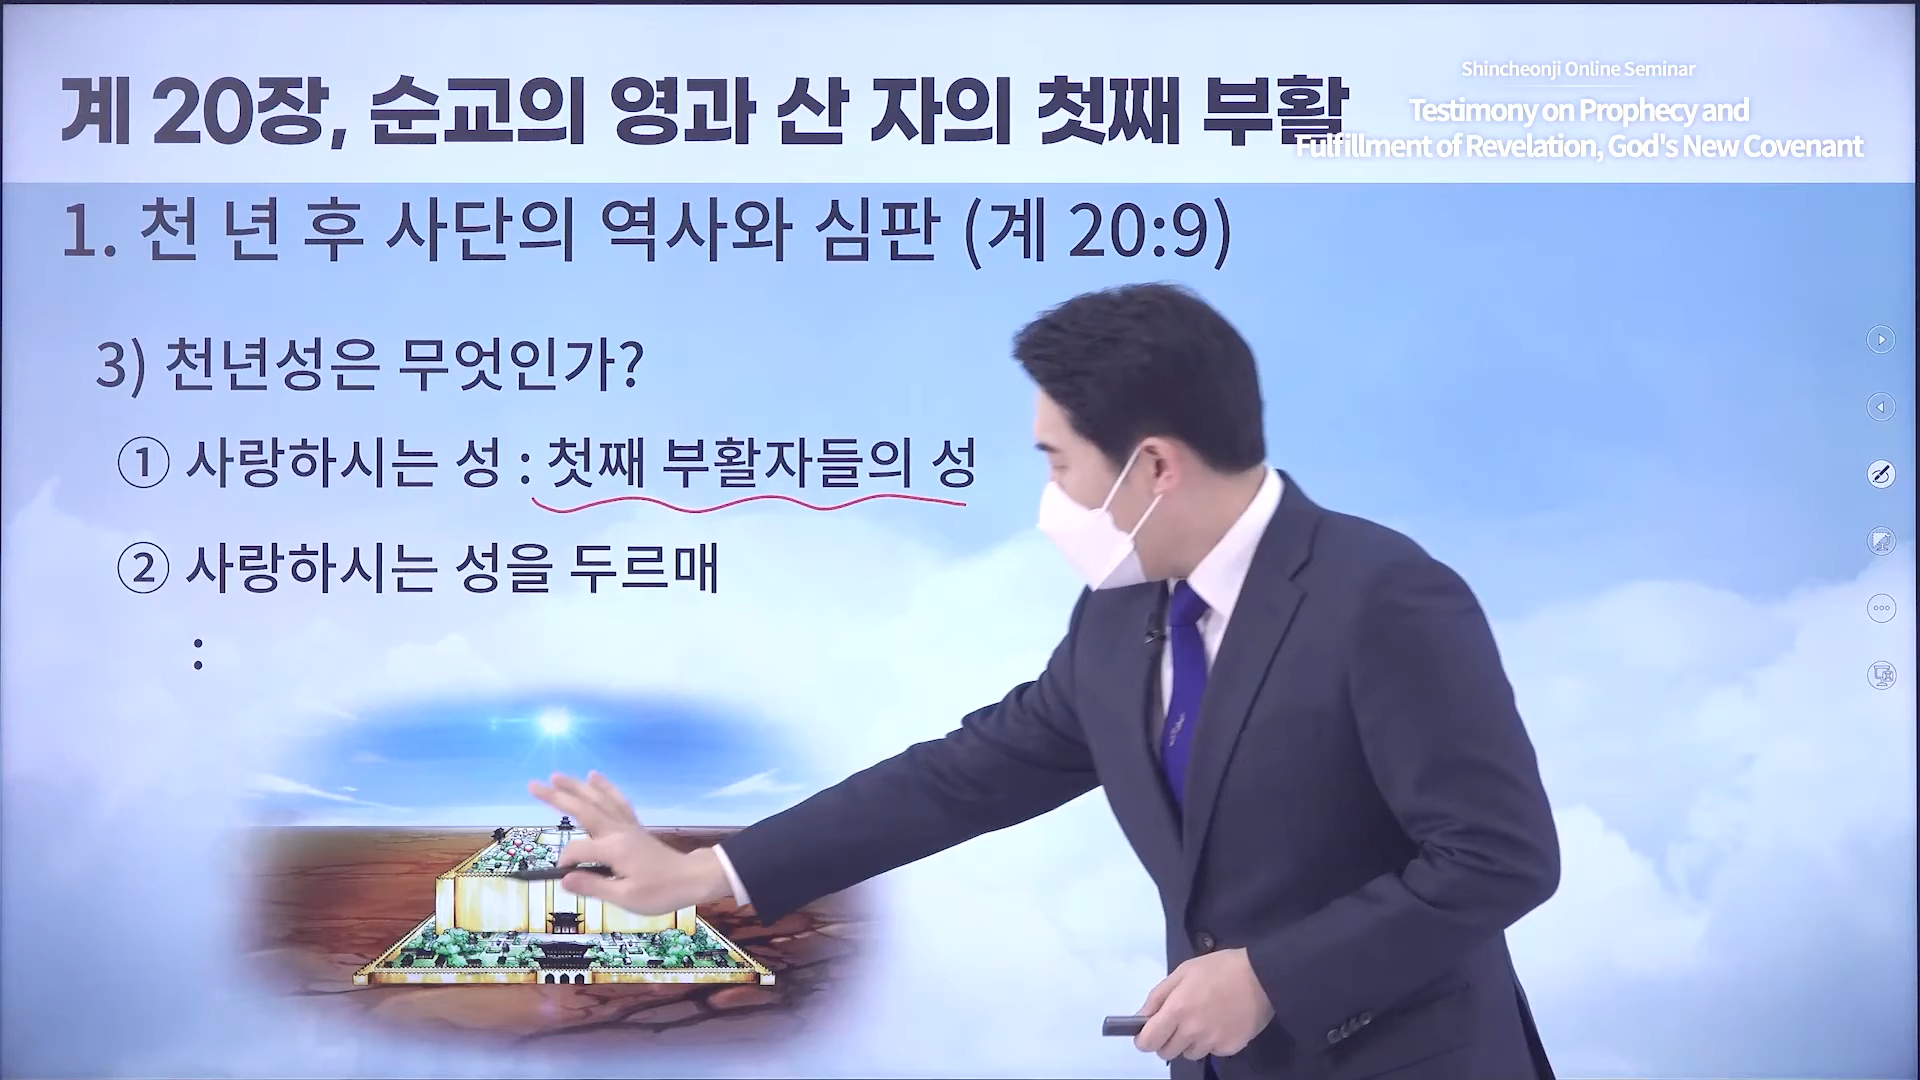 계 20장, 순교의 영과 산 자의 첫째 부활
Shincheonji Online Seminar
Testimony on Prophecy and
Fulfillment of Revelation, God's New Covenant
1. 천 년 후 사단의 역사와 심판 (계 20:9)
3) 천년성은 무엇인가?
① 사랑하시는 성 : 첫째 부활자들의 성
② 사랑하시는 성을 두르매
: